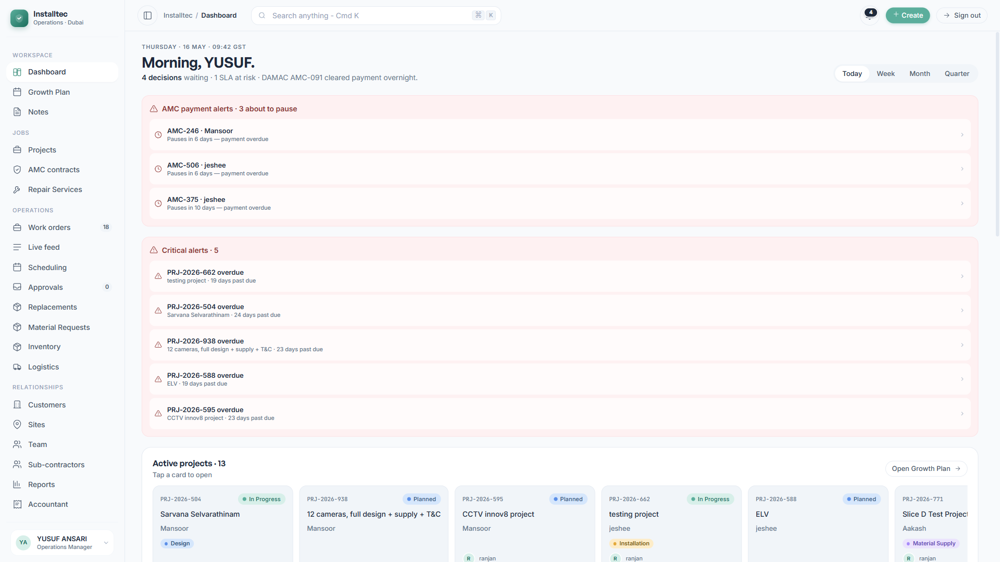 Installtec
Operations · Dubai
WORKSPACE
Dashboard
Growth Plan
Notes
JOBS
Projects
AMC contracts
Repair Services
OPERATIONS
Work orders 18
Live feed
Scheduling
Approvals 0
Replacements
Material Requests
Inventory
Logistics
RELATIONSHIPS
Customers
Sites
Team
Sub-contractors
Reports
Accountant
YA
YUSUF ANSARI
Operations Manager
Installtec / Dashboard
Search anything - Cmd K
⌘ K
4
+ Create
→ Sign out
THURSDAY · 16 MAY · 09:42 GST
Morning, YUSUF.
4 decisions waiting · 1 SLA at risk · DAMAC AMC-091 cleared payment overnight.
Today Week Month Quarter
AMC payment alerts · 3 about to pause
AMC-246 · Mansoor
Pauses in 6 days — payment overdue
AMC-506 · jeshee
Pauses in 6 days — payment overdue
AMC-375 · jeshee
Pauses in 10 days — payment overdue
Critical alerts · 5
PRJ-2026-662 overdue
testing project · 19 days past due
PRJ-2026-504 overdue
Sarvana Selvarathinam · 24 days past due
PRJ-2026-938 overdue
12 cameras, full design + supply + T&C · 23 days past due
PRJ-2026-588 overdue
ELV · 19 days past due
PRJ-2026-595 overdue
CCTV innov8 project · 23 days past due
Active projects · 13
Tap a card to open
Open Growth Plan →
PRJ-2026-504 In Progress
Sarvana Selvarathinam
Mansoor
Design
PRJ-2026-938 Planned
12 cameras, full design + supply + T&C
Mansoor
PRJ-2026-595 Planned
CCTV innov8 project
Mansoor
R ranjan
PRJ-2026-662 In Progress
testing project
jeshee
Installation
R ranjan
PRJ-2026-588 Planned
ELV
jeshee
PRJ-2026-771
Slice D Test Project
Aakash
Material Supply
R ranjan